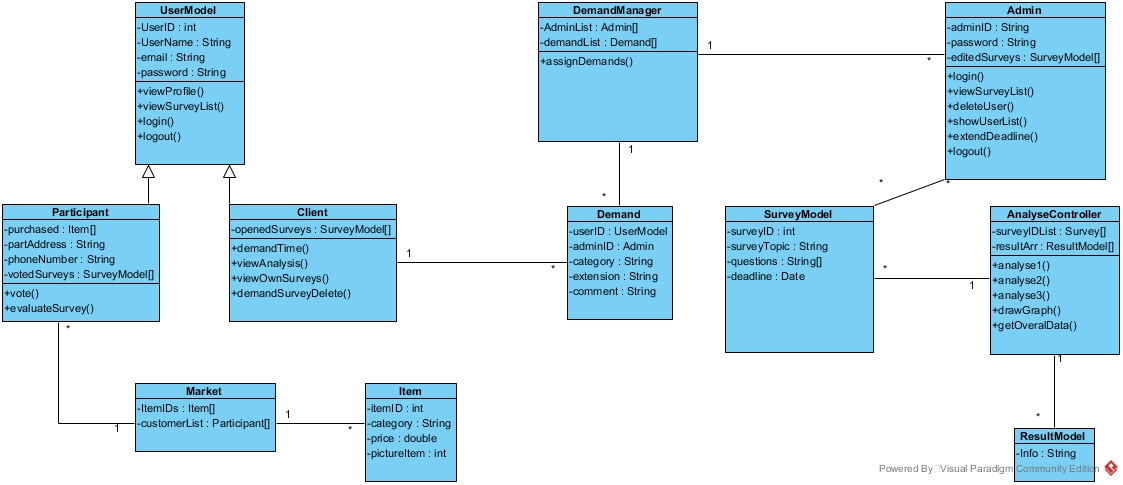 UserModel
-UserID : int
-UserName : String
-email : String
-password : String
+viewProfile()
+viewSurveyList()
+login()
+logout()
DemandManager
-AdminList : Admin[]
-demandList : Demand[]
+assignDemands()
1
*
1
*
Admin
-adminID : String
-password : String
-editedSurveys : SurveyModel[]
+login()
+viewSurveyList()
+deleteUser()
+showUserList()
+extendDeadline()
+logout()
*
*
Participant
-purchased : Item[]
-partAddress : String
-phoneNumber : String
-votedSurveys : SurveyModel[]
+vote()
+evaluateSurvey()
*
1
Client
-openedSurveys : SurveyModel[]
+demandTime()
+viewAnalysis()
+viewOwnSurveys()
+demandSurveyDelete()
1
*
Demand
-userID : UserModel
-adminID : Admin
-category : String
-extension : String
-comment : String
SurveyModel
-surveyID : int
-surveyTopic : String
-questions : String[]
-deadline : Date
*
1
AnalyseController
-surveyIDList : Survey[]
-resultArr : ResultModel[]
+analyse1()
+analyse2()
+analyse3()
+drawGraph()
+getOveralData()
1
*
Market
-ItemIDs : Item[]
-customerList : Participant[]
1
*
Item
-itemID : int
-category : String
-price : double
-pictureItem : int
ResultModel
-Info : String
Powered By Visual Paradigm Community Edition